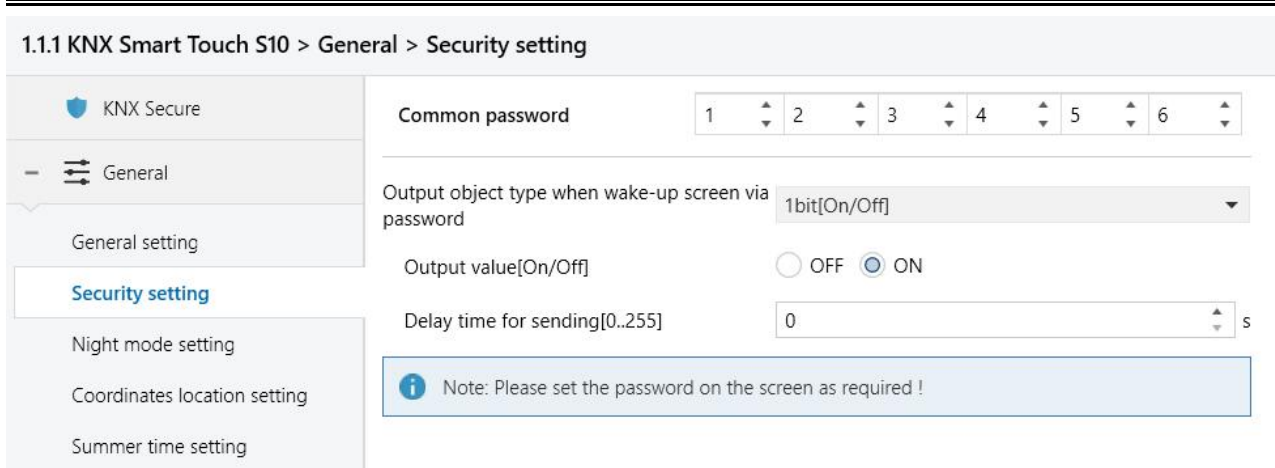 1.1.1 KNX Smart Touch S10 > General > Security setting
KNX Secure
General
General setting
Security setting
Night mode setting
Coordinates location setting
Summer time setting
Common password 1 2 3 4 5 6
Output object type when wake-up screen via
password
1bit[On/Off]
Output value[On/Off] OFF ON
Delay time for sending[0..255] 0 s
Note: Please set the password on the screen as required !